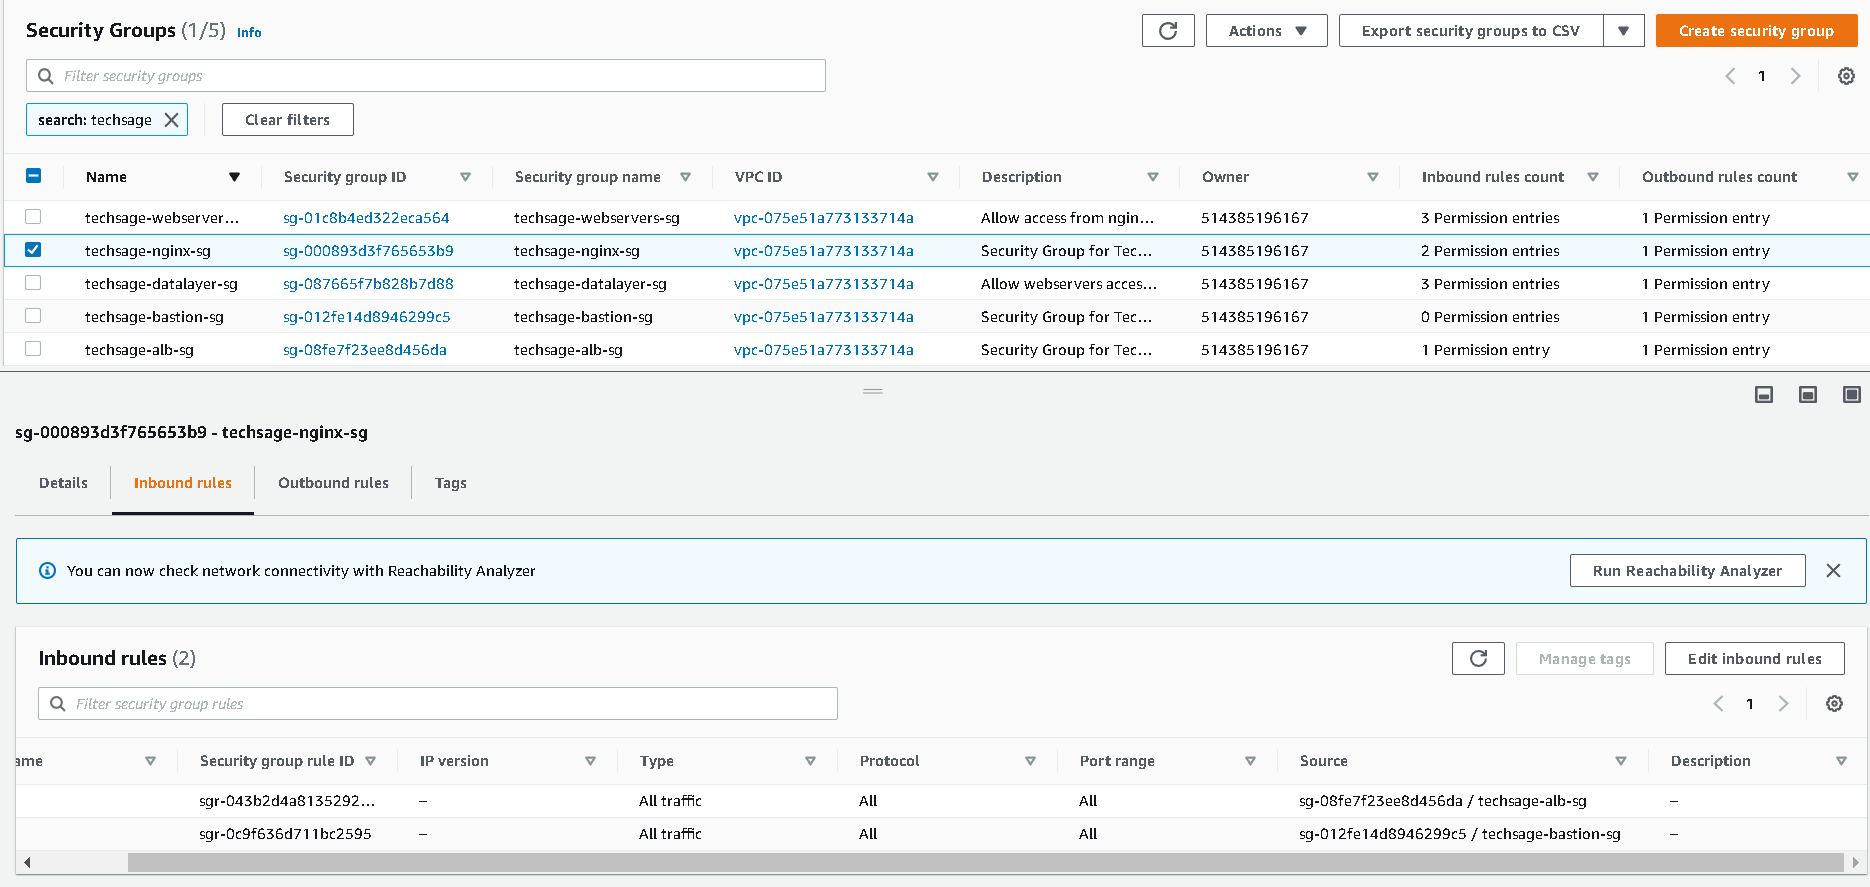 Security Groups (1/5) Info
Actions
Export security groups to CSV
Create security group
Filter security groups
1
search: techsage
Clear filters
Name Security group ID Security group name VPC ID Description Owner Inbound rules count Outbound rules count
techsage-webserver... sg-01c8b4ed322eca564 techsage-webservers-sg vpc-075e51a773133714a Allow access from ngin... 514385196167 3 Permission entries 1 Permission entry
techsage-nginx-sg sg-000893d3f765653b9 techsage-nginx-sg vpc-075e51a773133714a Security Group for Tec... 514385196167 2 Permission entries 1 Permission entry
techsage-datalayer-sg sg-087665f7b828b7d88 techsage-datalayer-sg vpc-075e51a773133714a Allow webservers acces... 514385196167 3 Permission entries 1 Permission entry
techsage-bastion-sg sg-012fe14d8946299c5 techsage-bastion-sg vpc-075e51a773133714a Security Group for Tec... 514385196167 0 Permission entries 1 Permission entry
techsage-alb-sg sg-08fe7f23ee8d456da techsage-alb-sg vpc-075e51a773133714a Security Group for Tec... 514385196167 1 Permission entry 1 Permission entry
sg-000893d3f765653b9 - techsage-nginx-sg
Details Inbound rules Outbound rules Tags
You can now check network connectivity with Reachability Analyzer
Run Reachability Analyzer
Inbound rules (2)
Manage tags
Edit inbound rules
Filter security group rules
1
ame Security group rule ID IP version Type Protocol Port range Source Description
sgr-043b2d4a8135292... – All traffic All All sg-08fe7f23ee8d456da / techsage-alb-sg –
sgr-0c9f636d711bc2595 – All traffic All All sg-012fe14d8946299c5 / techsage-bastion-sg –